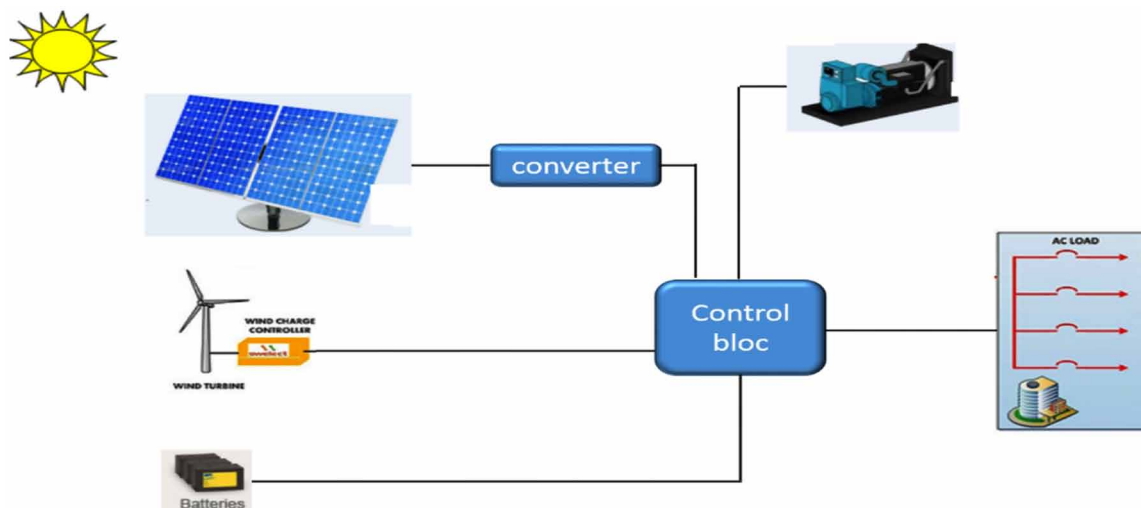 converter
AC LOAD
Control
bloc
WIND CHARGE
CONTROLLER
WIND TURBINE
Batteries